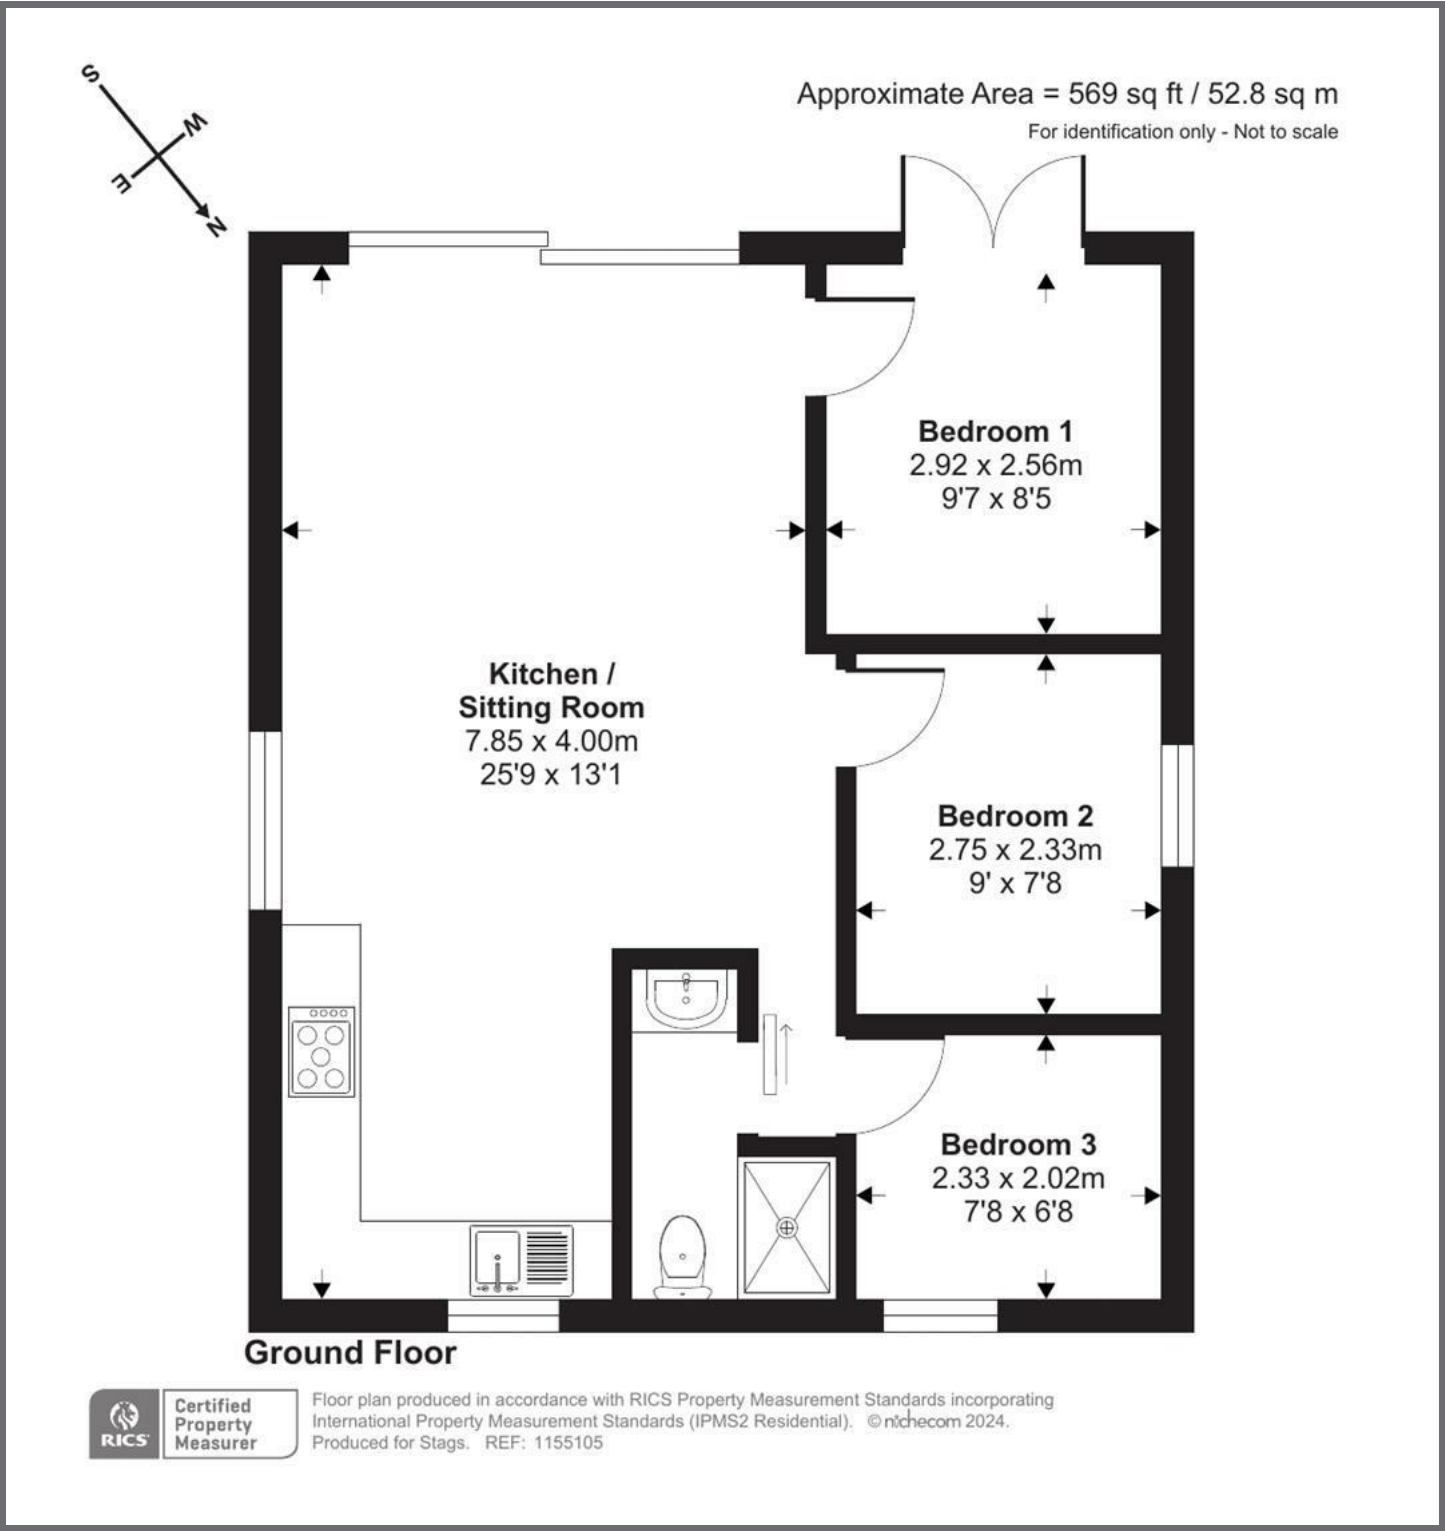 S
W
E
N
Approximate Area = 569 sq ft / 52.8 sq m
For identification only - Not to scale
Bedroom 1
2.92 x 2.56m
9'7 x 8'5
Kitchen /
Sitting Room
7.85 x 4.00m
25'9 x 13'1
Bedroom 2
2.75 x 2.33m
9' x 7'8
Bedroom 3
2.33 x 2.02m
7'8 x 6'8
Ground Floor
RICS
Certified
Property
Measurer
Floor plan produced in accordance with RICS Property Measurement Standards incorporating
International Property Measurement Standards (IPMS2 Residential). © nichecom 2024.
Produced for Stags. REF: 1155105